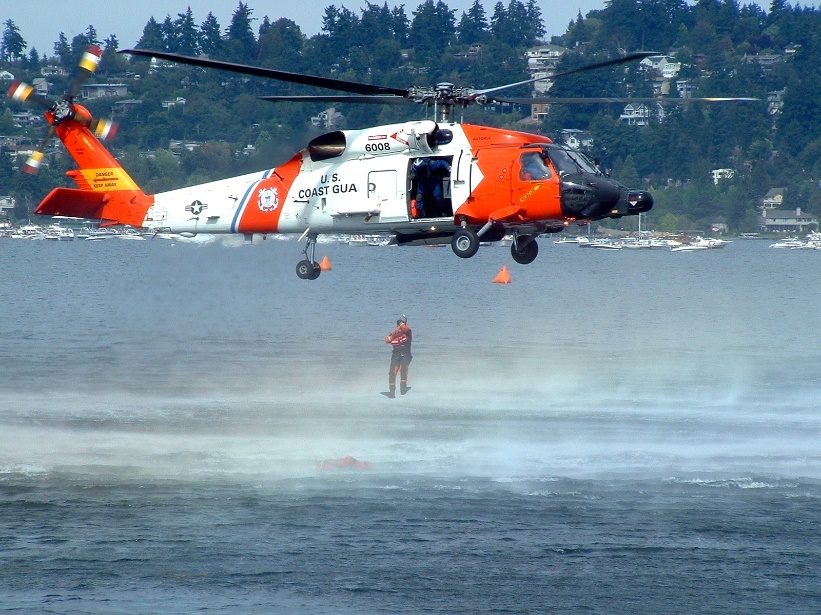 6008
U. S.
COAST GUA
DANGER
KEEP AWAY